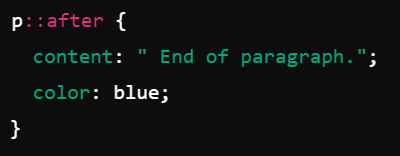 p::after {
  content: " End of paragraph.";
  color: blue;
}